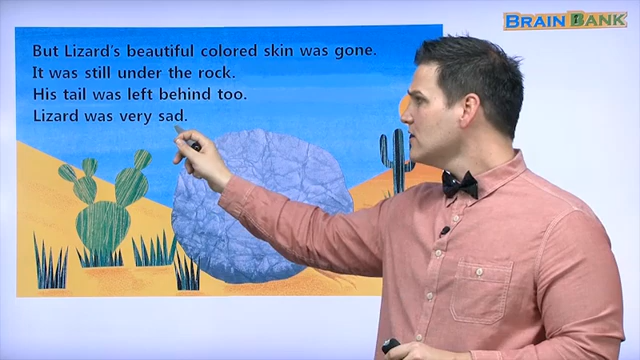 BRAIN BANK
But Lizard's beautiful colored skin was gone.
It was still under the rock.
His tail was left behind too.
Lizard was very sad.